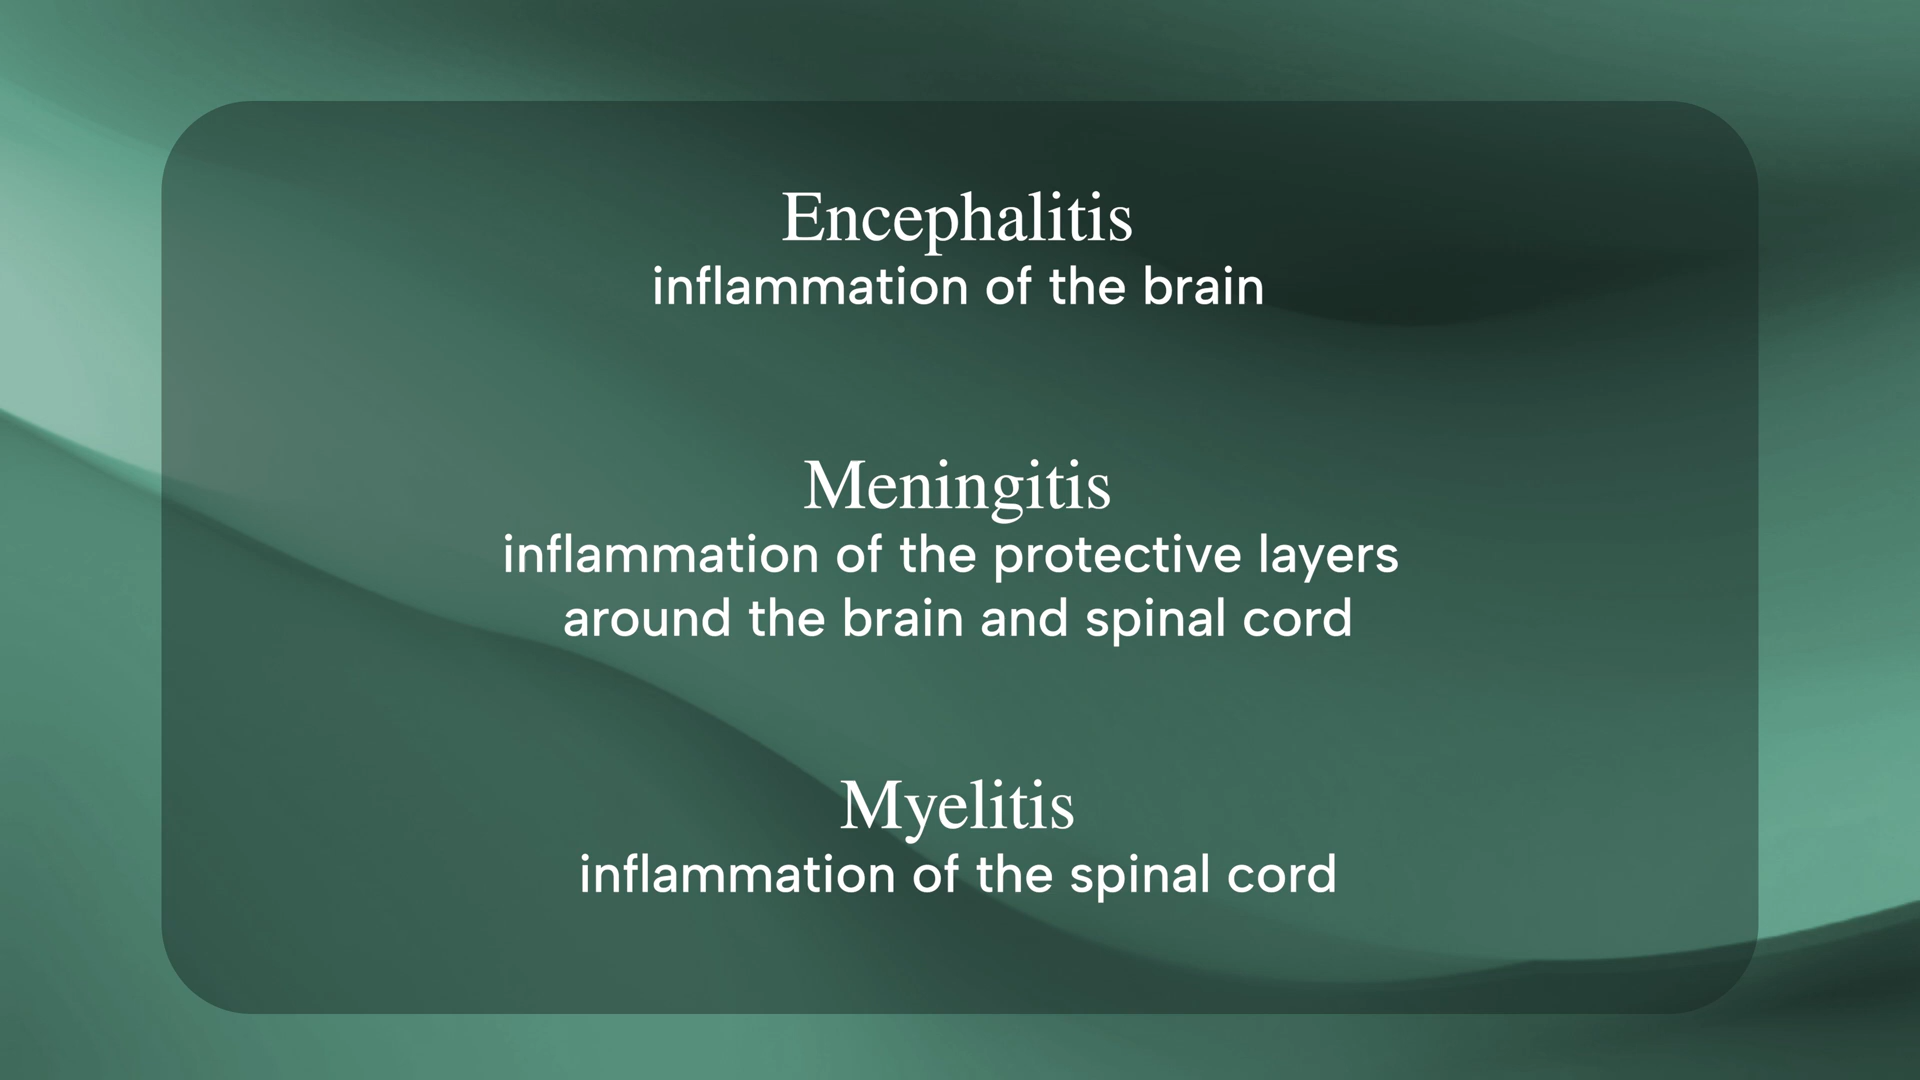 Encephalitis
inflammation of the brain
Meningitis
inflammation of the protective layers
around the brain and spinal cord
Myelitis
inflammation of the spinal cord